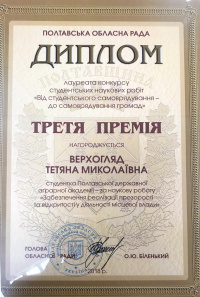 ПОЛТАВСЬКА ОБЛАСНА РАДА
ДИПЛОМ
лауреата конкурсу
студентських наукових робіт
«Від студентського самоврядування –
до самоврядування громад»
ТРЕТЯ ПРЕМІЯ
НАГОРОДЖУЄТЬСЯ
ВЕРХОГЛЯД
ТЕТЯНА МИКОЛАЇВНА
студентка Полтавської державної
аграрної академії – за наукову роботу
«Забезпечення реалізації прозорості
та відкритості у діяльності місцевої влади»
ГОЛОВА
ОБЛАСНОЇ РАДИ
О.Ю. БІЛЕНЬКИЙ